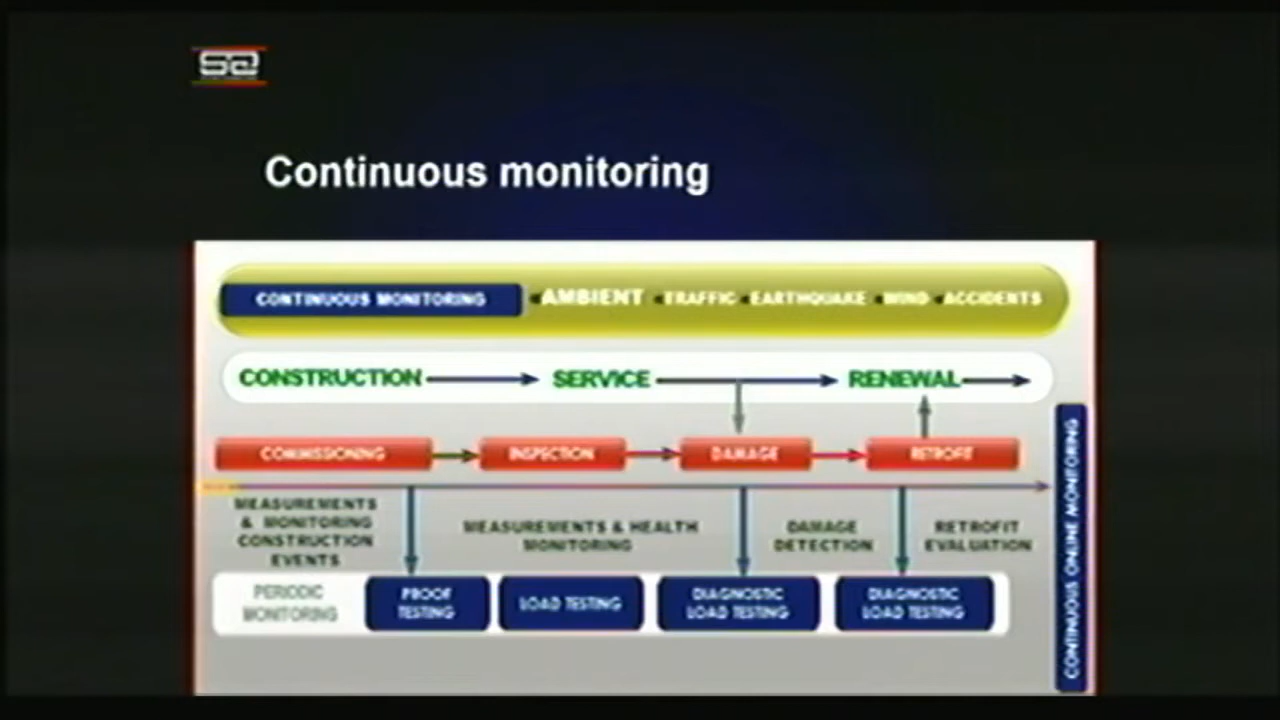 Continuous monitoring
CONTINUOUS MONITORING AMBIENT TRAFFIC EARTHQUAKE WIND ACCIDENTS
CONSTRUCTION SERVICE RENEWAL
COMMISSIONING INSPECTION DAMAGE RETROFIT
MEASUREMENTS
& MONITORING
CONSTRUCTION
EVENTS
MEASUREMENTS & HEALTH
MONITORING
DAMAGE
DETECTION
RETROFIT
EVALUATION
PERIODIC
MONITORING
PROOF
TESTING
LOAD TESTING
DIAGNOSTIC
LOAD TESTING
DIAGNOSTIC
LOAD TESTING
CONTINUOUS ONLINE MONITORING